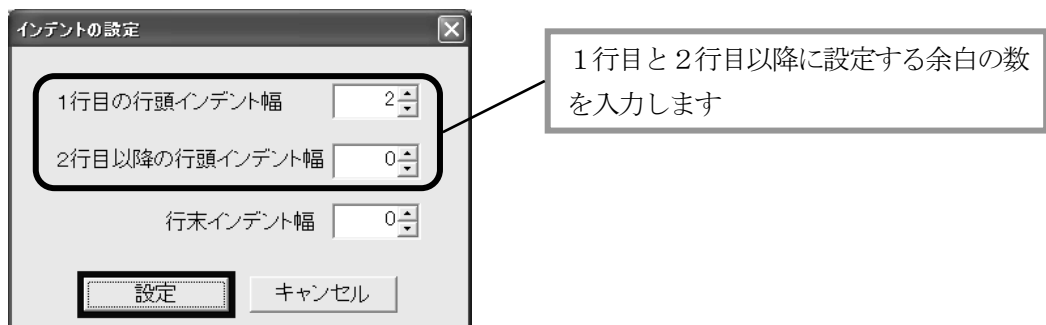 インデントの設定
1行目の行頭インデント幅 2
2行目以降の行頭インデント幅 0
行末インデント幅 0
設定 キャンセル
１行目と２行目以降に設定する余白の数
を入力します